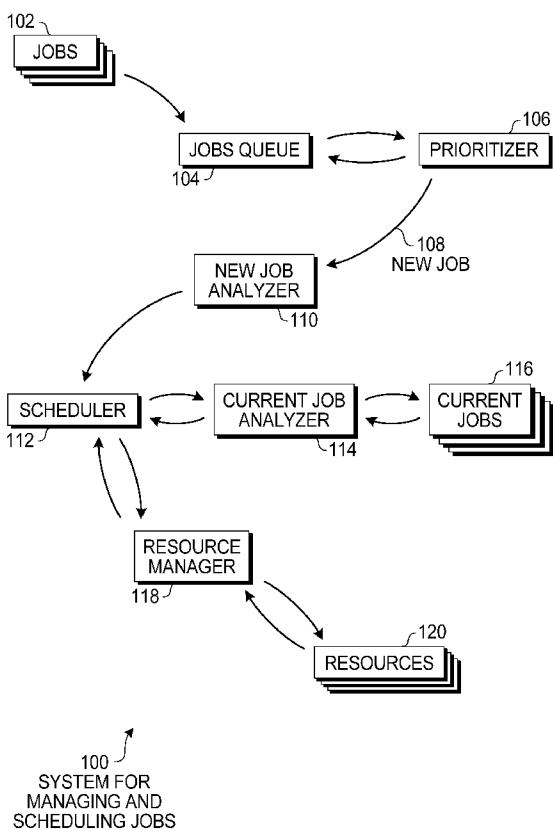 102
JOBS
106
JOBS QUEUE
PRIORITIZER
104
108
NEW JOB
NEW JOB
ANALYZER
110
116
SCHEDULER
CURRENT JOB
ANALYZER
CURRENT
JOBS
112
114
RESOURCE
MANAGER
118
120
RESOURCES
100
SYSTEM FOR
MANAGING AND
SCHEDULING JOBS